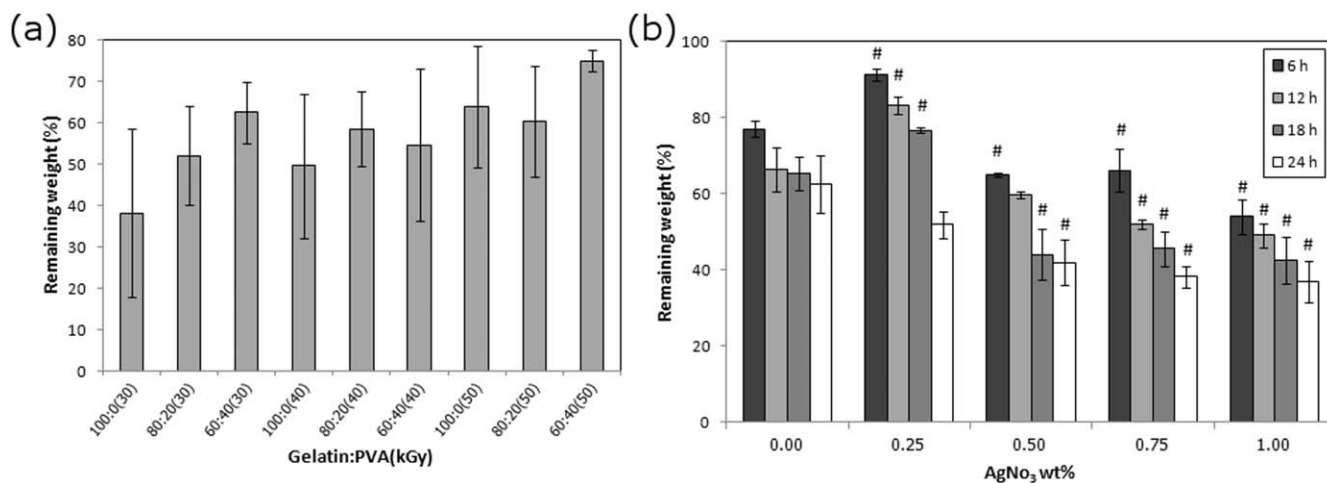 (a)
80
70
60
50
40
30
20
10
0
Remaining weight (%)
100:0(30)
80:20(30)
60:40(30)
100:0(40)
80:20(40)
60:40(40)
100:0(50)
80:20(50)
60:40(50)
Gelatin:PVA(kGy)
(b)
100
80
60
40
20
0
Remaining weight (%)
# # #
# # #
# # # #
# # # #
6 h
12 h
18 h
24 h
0.00 0.25 0.50 0.75 1.00
AgNo₃ wt%